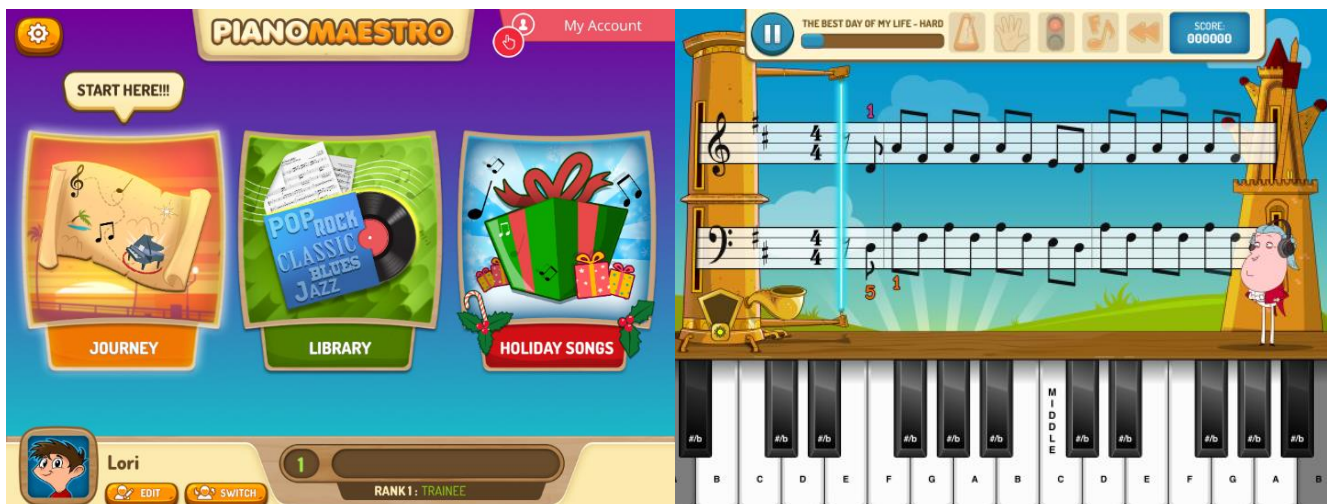 PIANOMAESTRO
My Account
START HERE!!!
POP ROCK
CLASSIC
BLUES
JAZZ
JOURNEY
LIBRARY
HOLIDAY SONGS
Lori
EDIT
SWITCH
1
RANK 1: TRAINEE
THE BEST DAY OF MY LIFE - HARD
SCORE:
000000
1
4
4
4
4
5 1
MIDDLE
#/b #/b #/b #/b #/b #/b #/b #/b #/b #/b #/b #/b
B C D E F G A B C D E F G A B